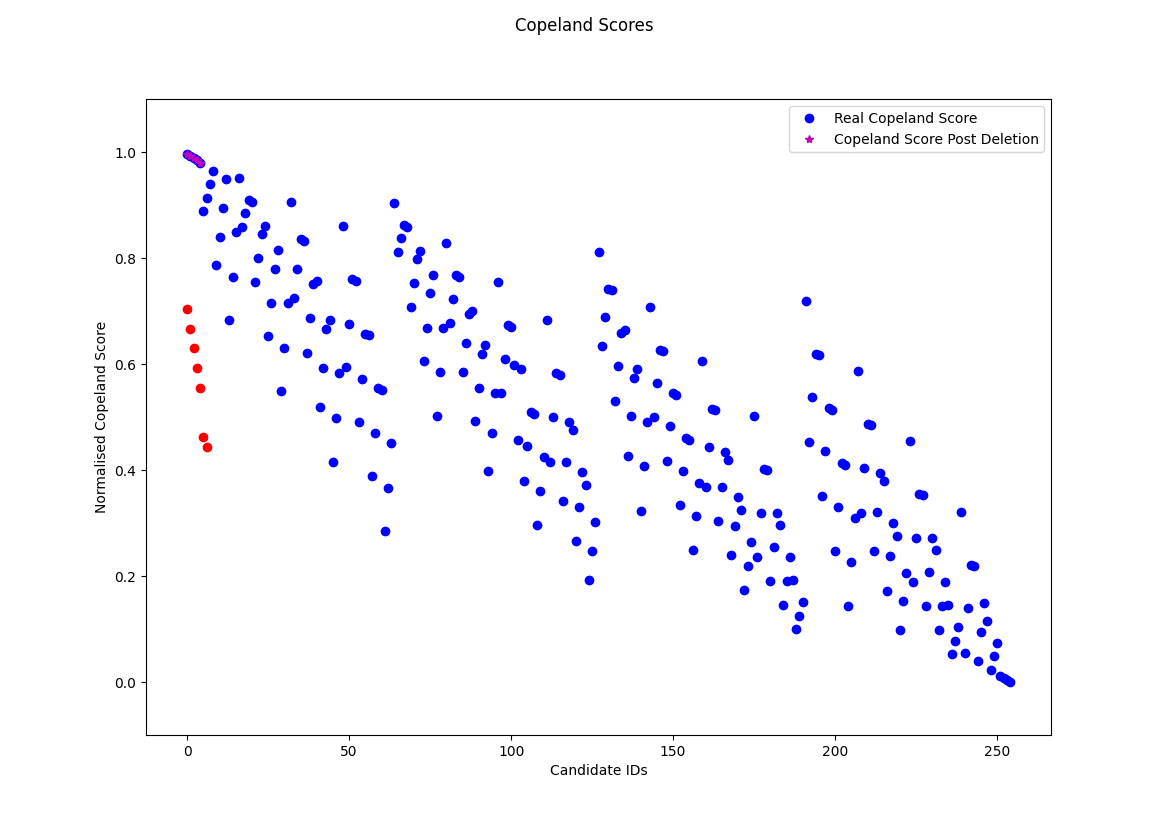 Copeland Scores
Real Copeland Score
Copeland Score Post Deletion
1.0
0.8
0.6
0.4
0.2
0.0
Normalised Copeland Score
0 50 100 150 200 250
Candidate IDs